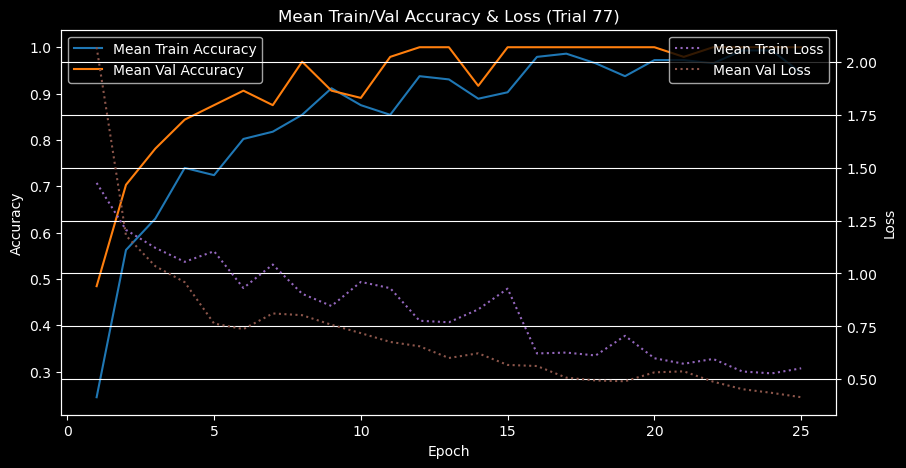 Mean Train/Val Accuracy & Loss (Trial 77)
Mean Train Accuracy
Mean Val Accuracy
Mean Train Loss
Mean Val Loss
1.0
0.9
0.8
0.7
0.6
0.5
0.4
0.3
Accuracy
2.00
1.75
1.50
1.25
1.00
0.75
0.50
Loss
0
5
10
15
20
25
Epoch